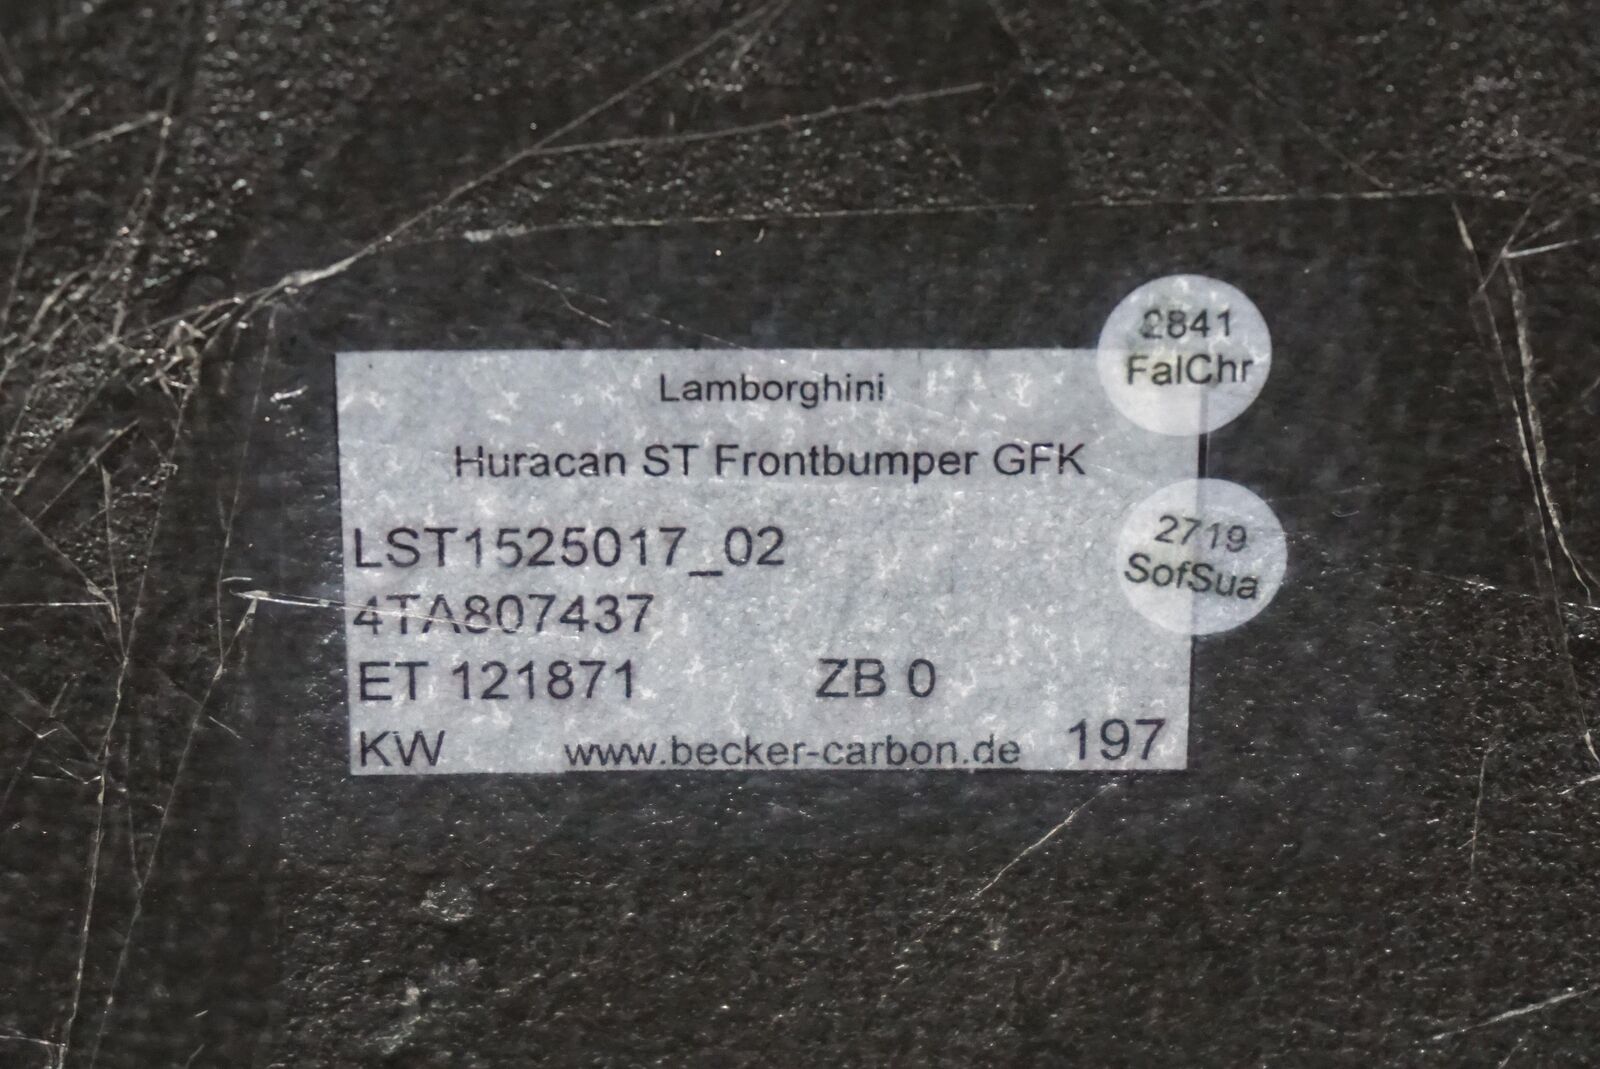 Lamborghini
Huracan ST Frontbumper GFK
LST1525017_02
4TA807437
ET 121871 ZB 0
KW www.becker-carbon.de 197
2841
FalChr
2719
SofSua